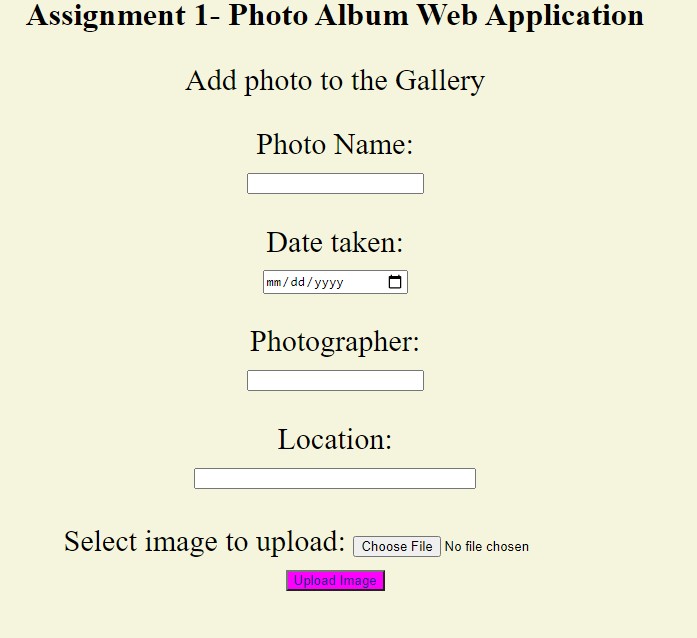 Assignment 1- Photo Album Web Application
Add photo to the Gallery
Photo Name:
Date taken:
mm/dd/yyyy
Photographer:
Location:
Select image to upload: Choose File No file chosen
Upload Image